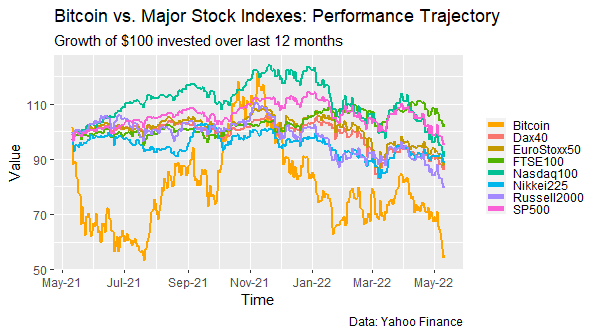 Bitcoin vs. Major Stock Indexes: Performance Trajectory
Growth of $100 invested over last 12 months
Value
110
90
70
50
May-21 Jul-21 Sep-21 Nov-21 Jan-22 Mar-22 May-22
Time
Bitcoin
Dax40
EuroStoxx50
FTSE100
Nasdaq100
Nikkei225
Russell2000
SP500
Data: Yahoo Finance